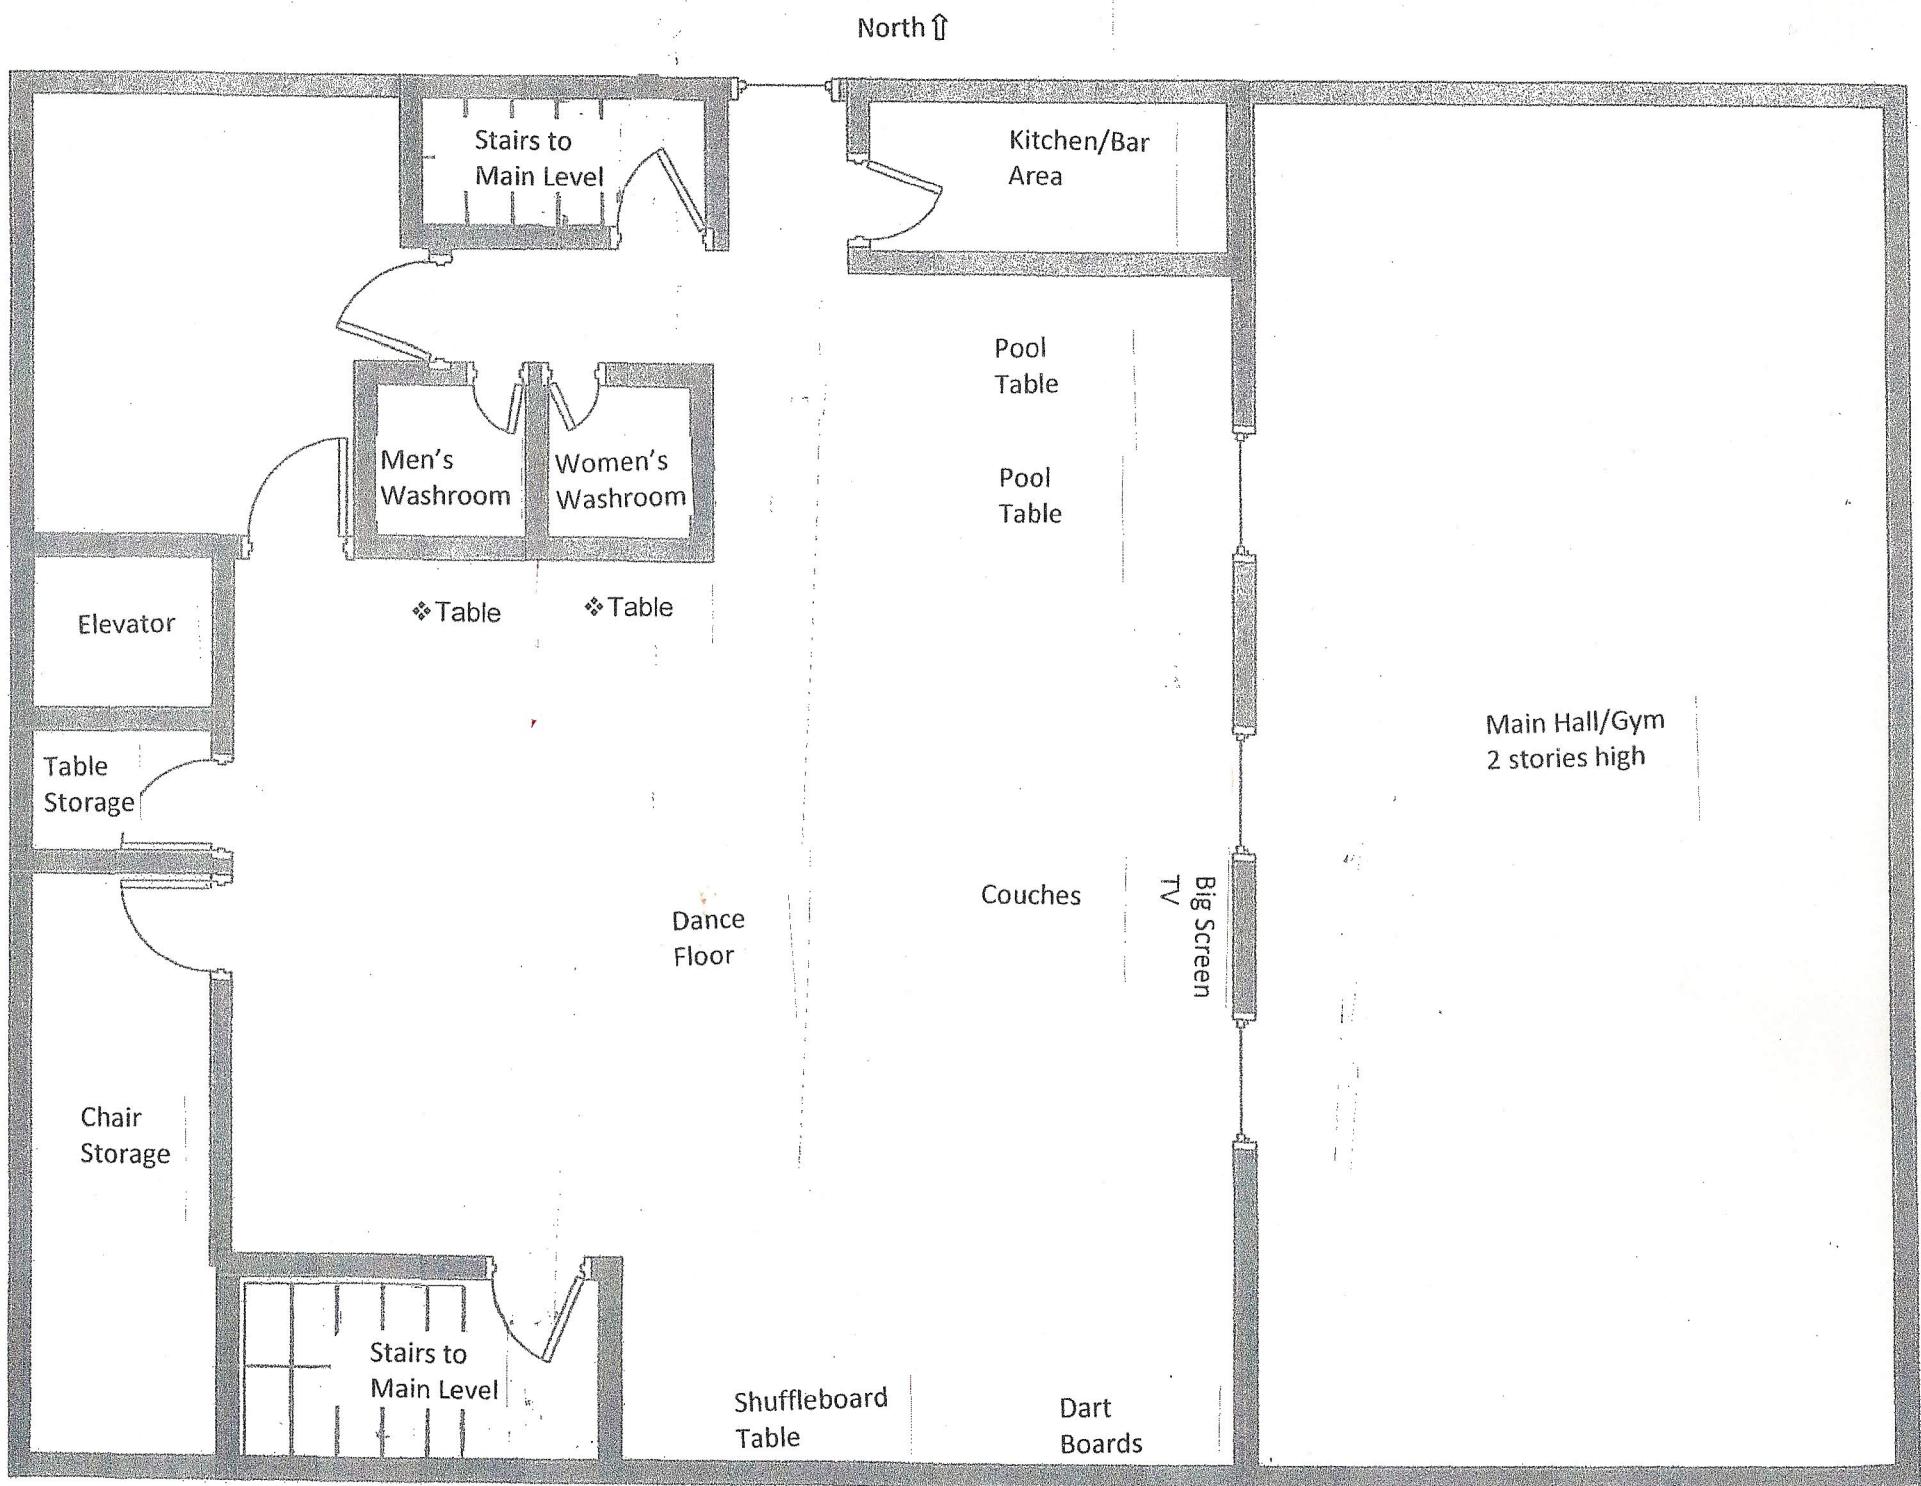 North ⇧
Stairs to
Main Level
Kitchen/Bar
Area
Pool
Table
Men's
Washroom
Women's
Washroom
Pool
Table
Elevator
❖Table
❖Table
Table
Storage
Main Hall/Gym
2 stories high
Dance
Floor
Couches
Big Screen
TV
Chair
Storage
Stairs to
Main Level
Shuffleboard
Table
Dart
Boards